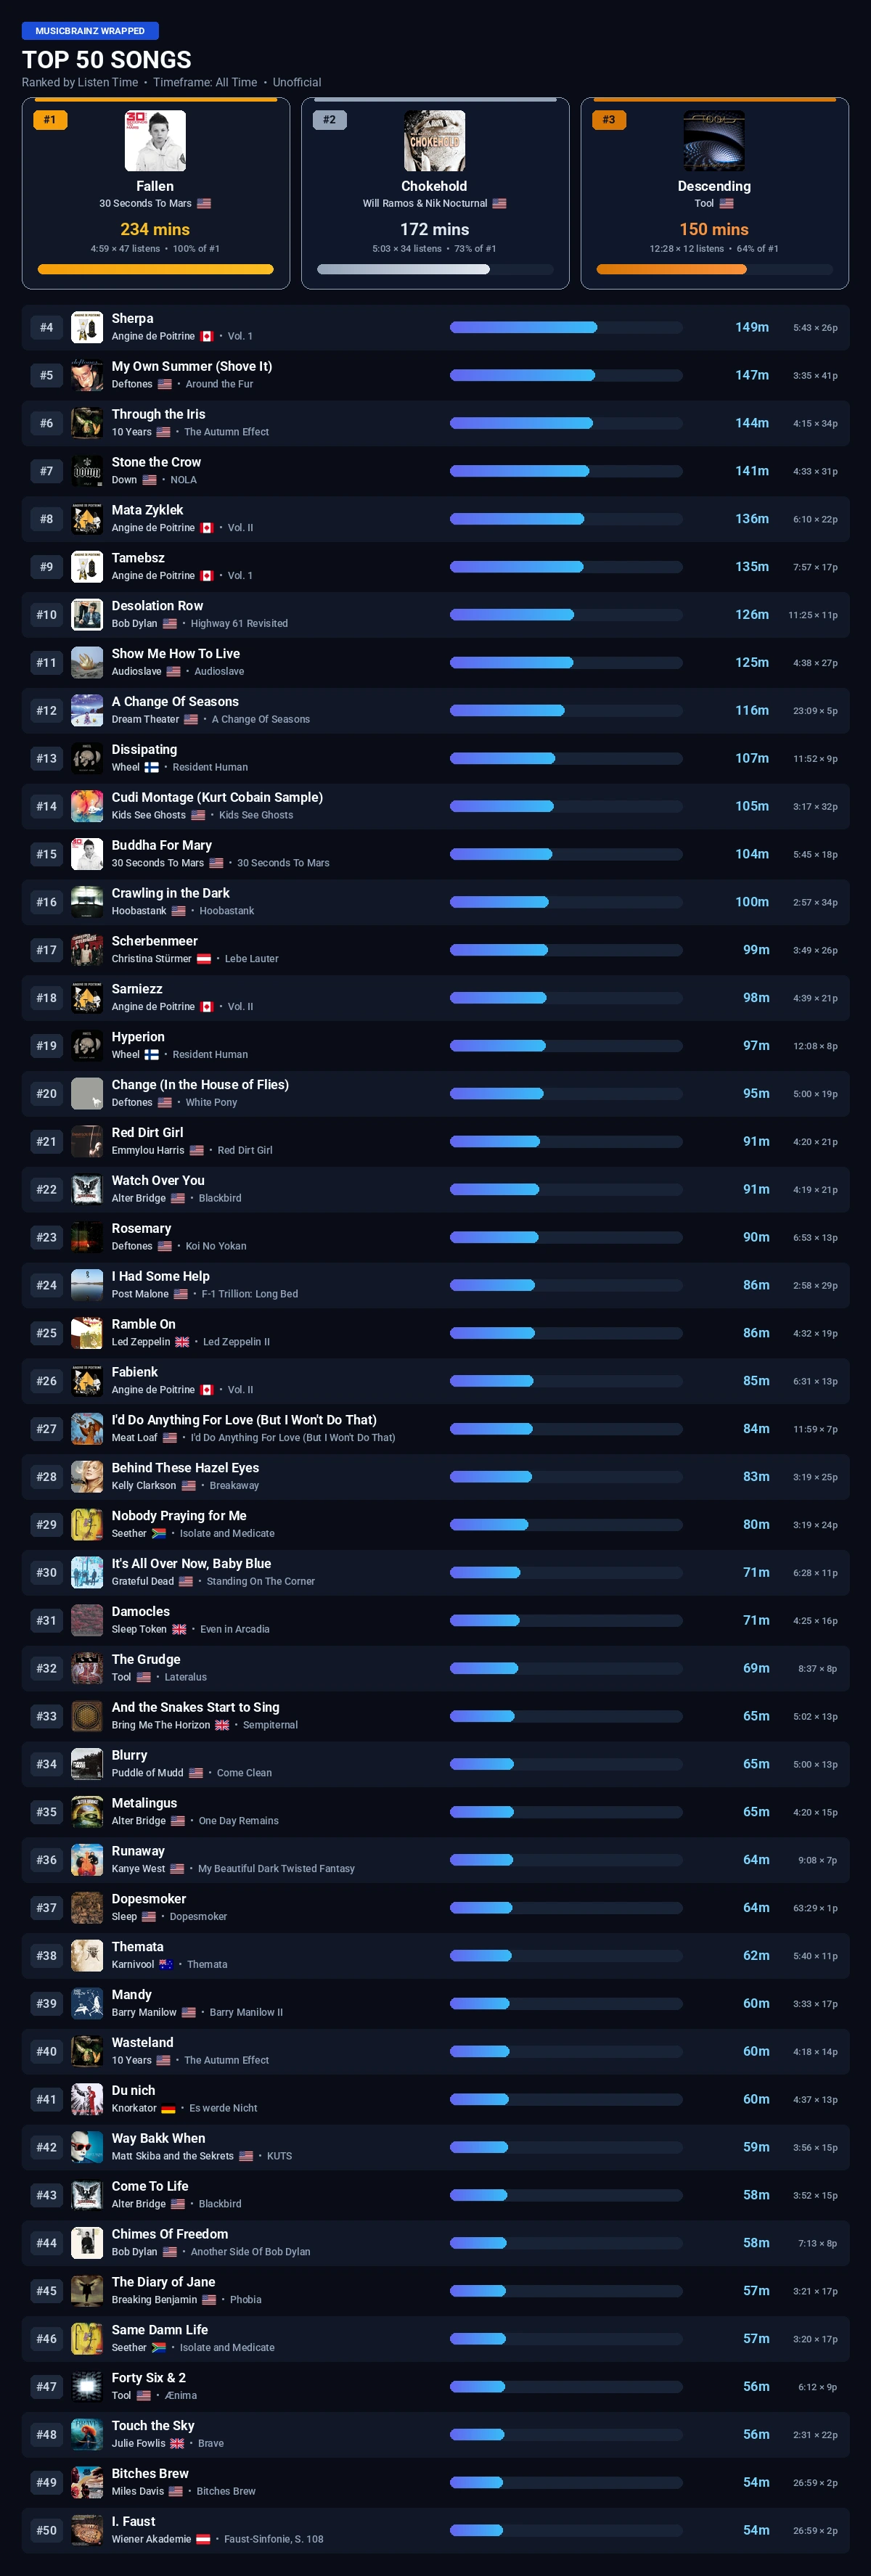 MUSICBRAINZ WRAPPED
TOP 50 SONGS
Ranked by Listen Time • Timeframe: All Time • Unofficial
#1
Fallen
30 Seconds To Mars
234 mins
4:59 × 47 listens • 100% of #1
#2
CHOKEHOLD
Chokehold
Will Ramos & Nik Nocturnal
172 mins
5:03 × 34 listens • 73% of #1
#3
Descending
Tool
150 mins
12:28 × 12 listens • 64% of #1
#4 Sherpa 149m 5:43 × 26p
Angine de Poitrine • Vol. 1
#5 My Own Summer (Shove It) 147m 3:35 × 41p
Deftones • Around the Fur
#6 Through the Iris 144m 4:15 × 34p
10 Years • The Autumn Effect
#7 Stone the Crow 141m 4:33 × 31p
Down • NOLA
#8 Mata Zyklek 136m 6:10 × 22p
Angine de Poitrine • Vol. II
#9 Tamebsz 135m 7:57 × 17p
Angine de Poitrine • Vol. 1
#10 Desolation Row 126m 11:25 × 11p
Bob Dylan • Highway 61 Revisited
#11 Show Me How To Live 125m 4:38 × 27p
Audioslave • Audioslave
#12 A Change Of Seasons 116m 23:09 × 5p
Dream Theater • A Change Of Seasons
#13 Dissipating 107m 11:52 × 9p
Wheel • Resident Human
#14 Cudi Montage (Kurt Cobain Sample) 105m 3:17 × 32p
Kids See Ghosts • Kids See Ghosts
#15 Buddha For Mary 104m 5:45 × 18p
30 Seconds To Mars • 30 Seconds To Mars
#16 Crawling in the Dark 100m 2:57 × 34p
Hoobastank • Hoobastank
#17 Scherbenmeer 99m 3:49 × 26p
Christina Stürmer • Lebe Lauter
#18 Sarniezz 98m 4:39 × 21p
Angine de Poitrine • Vol. II
#19 Hyperion 97m 12:08 × 8p
Wheel • Resident Human
#20 Change (In the House of Flies) 95m 5:00 × 19p
Deftones • White Pony
#21 Red Dirt Girl 91m 4:20 × 21p
Emmylou Harris • Red Dirt Girl
#22 Watch Over You 91m 4:19 × 21p
Alter Bridge • Blackbird
#23 Rosemary 90m 6:53 × 13p
Deftones • Koi No Yokan
#24 I Had Some Help 86m 2:58 × 29p
Post Malone • F-1 Trillion: Long Bed
#25 Ramble On 86m 4:32 × 19p
Led Zeppelin • Led Zeppelin II
#26 Fabienk 85m 6:31 × 13p
Angine de Poitrine • Vol. II
#27 I'd Do Anything For Love (But I Won't Do That) 84m 11:59 × 7p
Meat Loaf • I'd Do Anything For Love (But I Won't Do That)
#28 Behind These Hazel Eyes 83m 3:19 × 25p
Kelly Clarkson • Breakaway
#29 Nobody Praying for Me 80m 3:19 × 24p
Seether • Isolate and Medicate
#30 It's All Over Now, Baby Blue 71m 6:28 × 11p
Grateful Dead • Standing On The Corner
#31 Damocles 71m 4:25 × 16p
Sleep Token • Even in Arcadia
#32 The Grudge 69m 8:37 × 8p
Tool • Lateralus
#33 And the Snakes Start to Sing 65m 5:02 × 13p
Bring Me The Horizon • Sempiternal
#34 Blurry 65m 5:00 × 13p
Puddle of Mudd • Come Clean
#35 Metalingus 65m 4:20 × 15p
Alter Bridge • One Day Remains
#36 Runaway 64m 9:08 × 7p
Kanye West • My Beautiful Dark Twisted Fantasy
#37 Dopesmoker 64m 63:29 × 1p
Sleep • Dopesmoker
#38 Themata 62m 5:40 × 11p
Karnivool • Themata
#39 Mandy 60m 3:33 × 17p
Barry Manilow • Barry Manilow II
#40 Wasteland 60m 4:18 × 14p
10 Years • The Autumn Effect
#41 Du nich 60m 4:37 × 13p
Knorkator • Es werde Nicht
#42 Way Bakk When 59m 3:56 × 15p
Matt Skiba and the Sekrets • KUTS
#43 Come To Life 58m 3:52 × 15p
Alter Bridge • Blackbird
#44 Chimes Of Freedom 58m 7:13 × 8p
Bob Dylan • Another Side Of Bob Dylan
#45 The Diary of Jane 57m 3:21 × 17p
Breaking Benjamin • Phobia
#46 Same Damn Life 57m 3:20 × 17p
Seether • Isolate and Medicate
#47 Forty Six & 2 56m 6:12 × 9p
Tool • Ænima
#48 Touch the Sky 56m 2:31 × 22p
Julie Fowlis • Brave
#49 Bitches Brew 54m 26:59 × 2p
Miles Davis • Bitches Brew
#50 I. Faust 54m 26:59 × 2p
Wiener Akademie • Faust-Sinfonie, S. 108